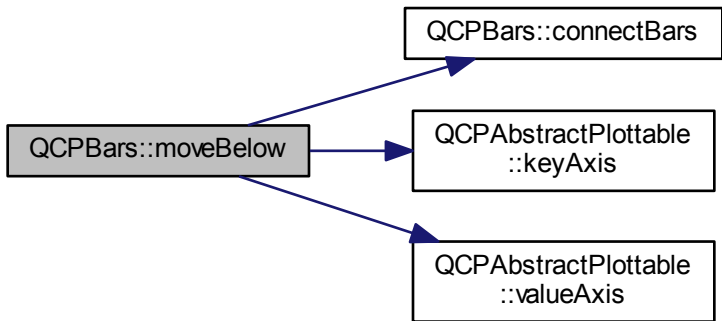 QCPBars::connectBars
QCPBars::moveBelow
QCPAbstractPlottable
::keyAxis
QCPAbstractPlottable
::valueAxis